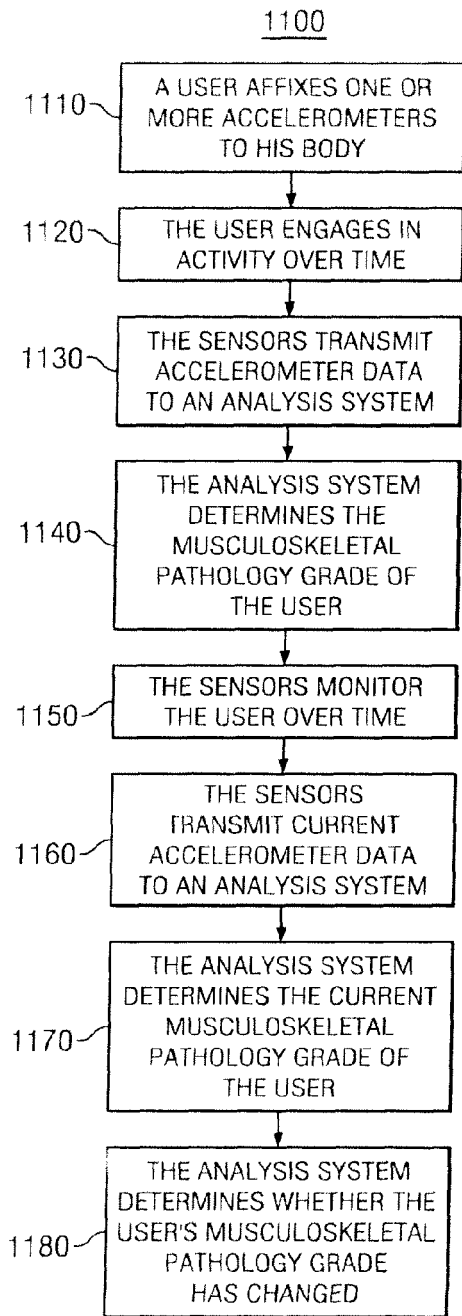 1100
1110
A USER AFFIXES ONE OR
MORE ACCELEROMETERS
TO HIS BODY
1120
THE USER ENGAGES IN
ACTIVITY OVER TIME
1130
THE SENSORS TRANSMIT
ACCELEROMETER DATA
TO AN ANALYSIS SYSTEM
1140
THE ANALYSIS SYSTEM
DETERMINES THE
MUSCULOSKELETAL
PATHOLOGY GRADE OF
THE USER
1150
THE SENSORS MONITOR
THE USER OVER TIME
1160
THE SENSORS
TRANSMIT CURRENT
ACCELEROMETER DATA
TO AN ANALYSIS SYSTEM
1170
THE ANALYSIS SYSTEM
DETERMINES THE CURRENT
MUSCULOSKELETAL
PATHOLOGY GRADE OF
THE USER
1180
THE ANALYSIS SYSTEM
DETERMINES WHETHER THE
USER'S MUSCULOSKELETAL
PATHOLOGY GRADE
HAS CHANGED